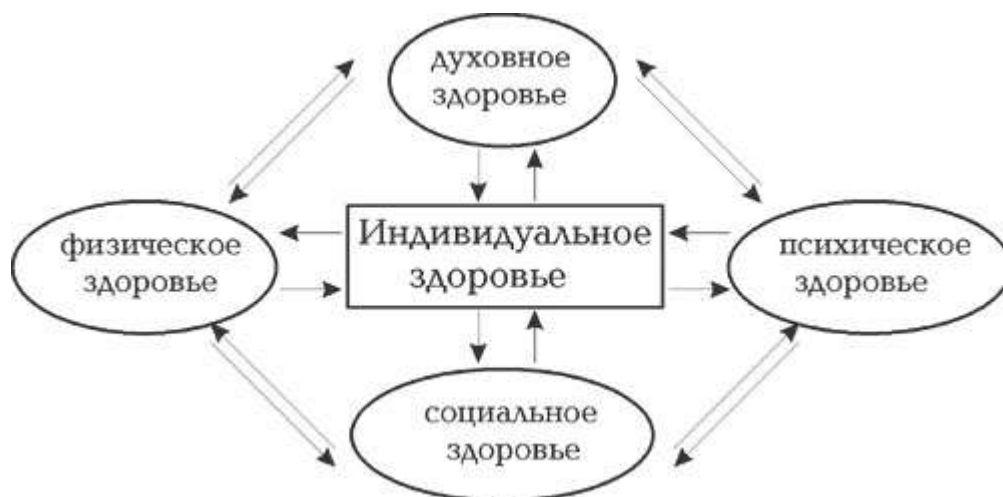 духовное
здоровье
физическое
здоровье
Индивидуальное
здоровье
психическое
здоровье
социальное
здоровье